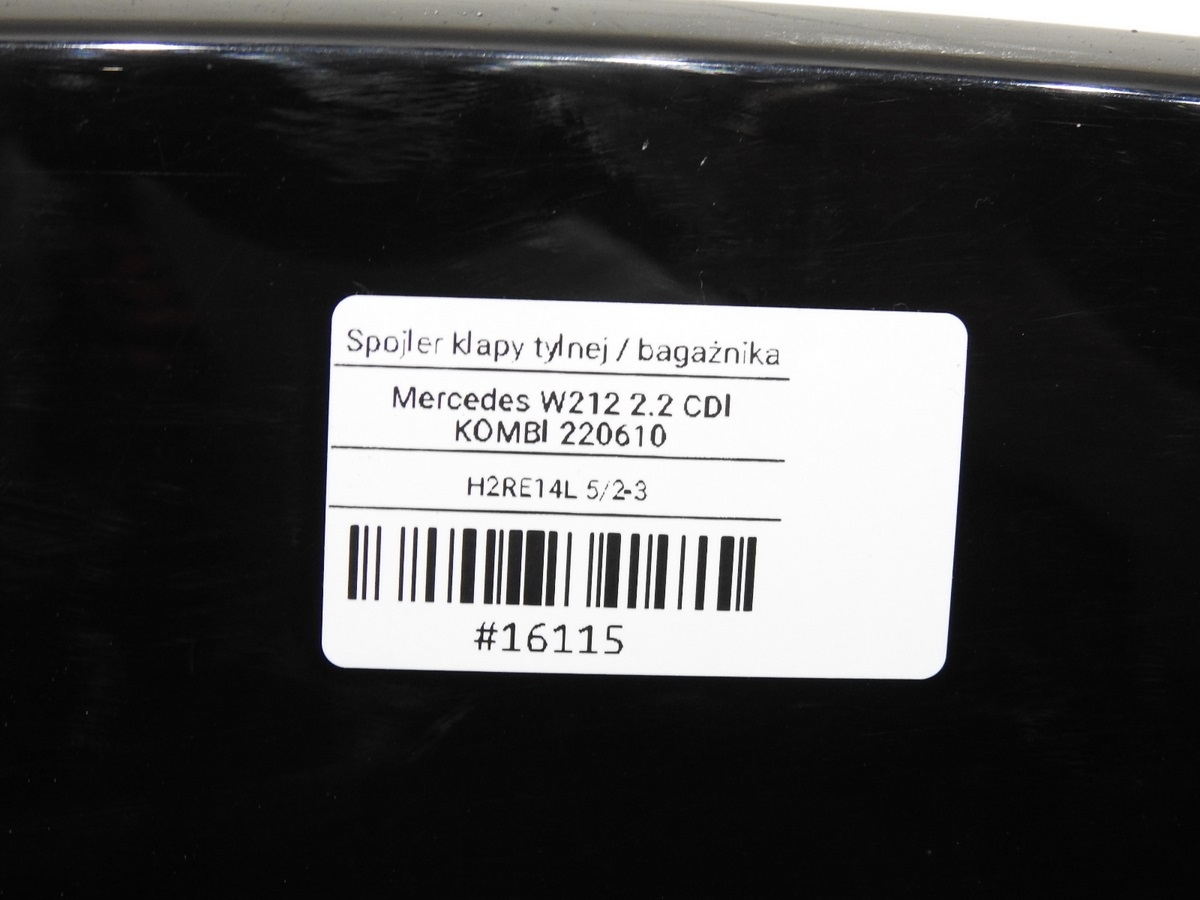 Spojler klapy tylnej / bagażnika
Mercedes W212 2.2 CDI
KOMBI 220610
H2RE14L 5/2-3
#16115